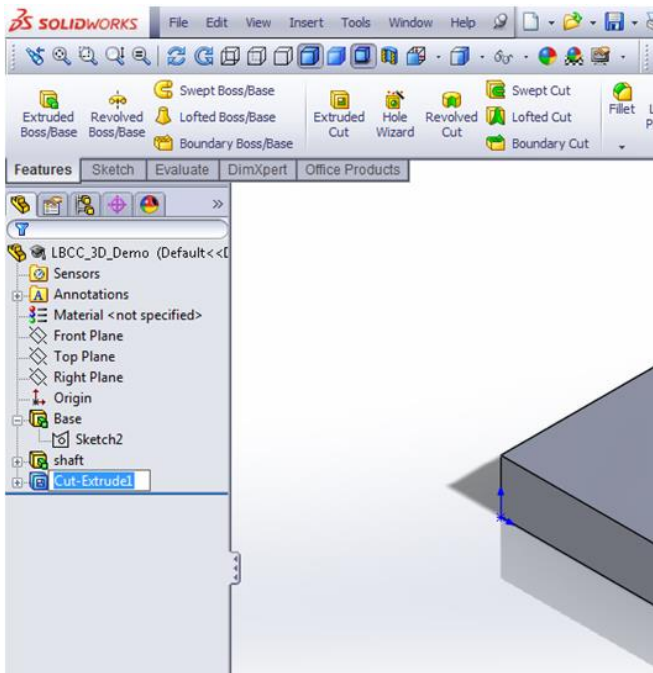 SOLIDWORKS File Edit View Insert Tools Window Help
Extruded Boss/Base
Revolved Boss/Base
Swept Boss/Base
Lofted Boss/Base
Boundary Boss/Base
Extruded Cut
Hole Wizard
Revolved Cut
Swept Cut
Lofted Cut
Boundary Cut
Fillet
Features Sketch Evaluate DimXpert Office Products
LBCC_3D_Demo (Default<<D
Sensors
Annotations
Material <not specified>
Front Plane
Top Plane
Right Plane
Origin
Base
Sketch2
shaft
Cut-Extrude1